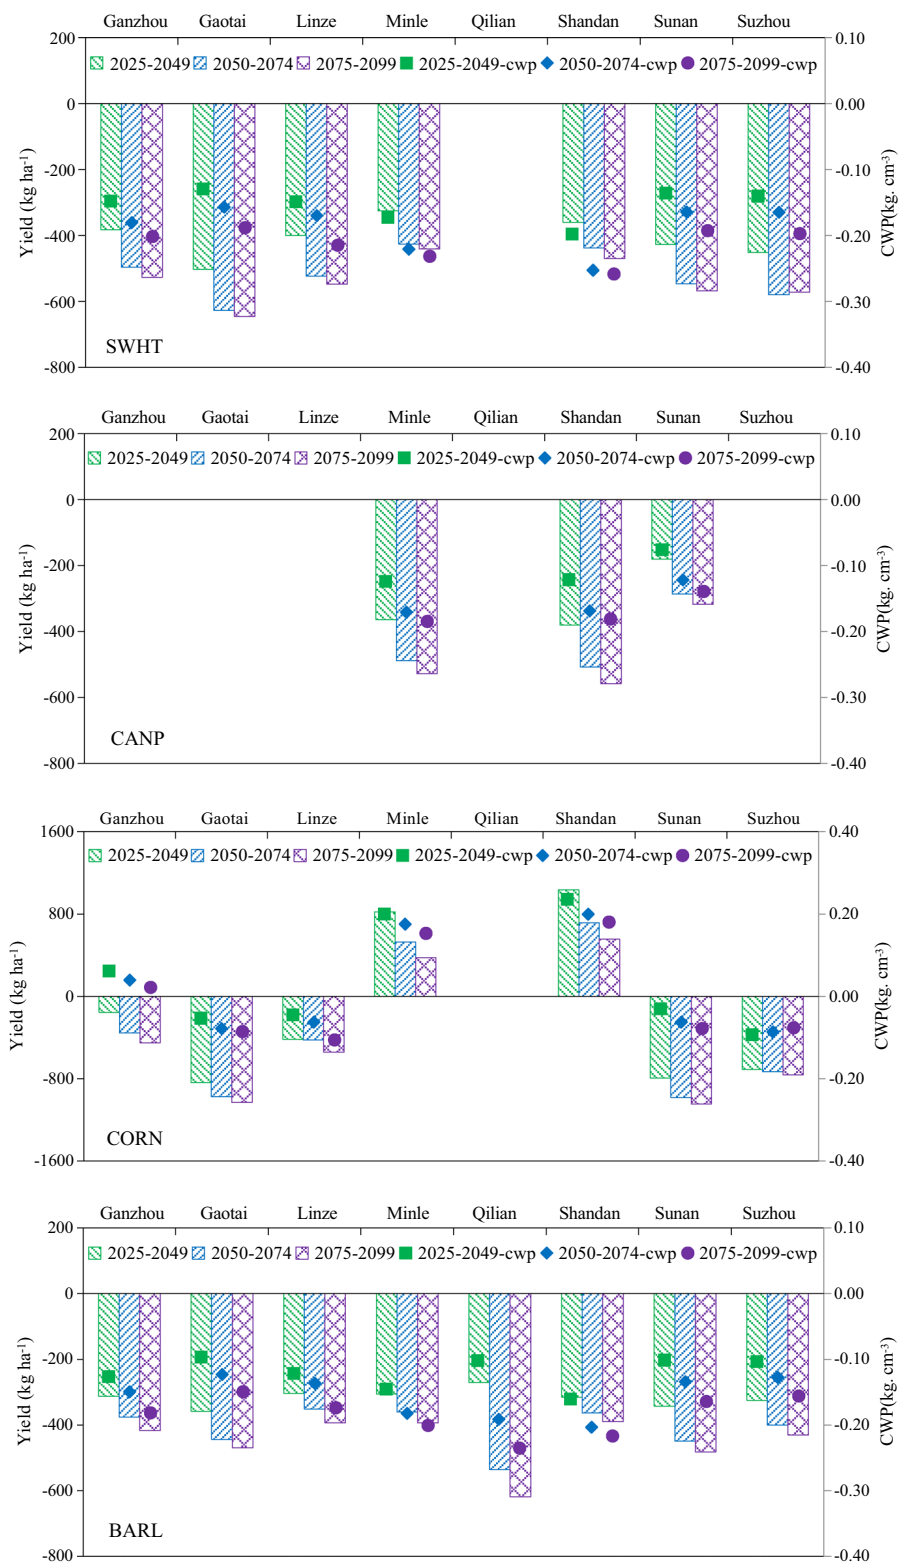 Ganzhou Gaotai Linze Minle Qilian Shandan Sunan Suzhou
200 0.10
2025-2049 2050-2074 2075-2099 2025-2049-cwp 2050-2074-cwp 2075-2099-cwp
0 0.00
-200 -0.10
Yield (kg ha-1) CWP(kg. cm-3)
-400 -0.20
-600 -0.30
SWHT
-800 -0.40
Ganzhou Gaotai Linze Minle Qilian Shandan Sunan Suzhou
200 0.10
2025-2049 2050-2074 2075-2099 2025-2049-cwp 2050-2074-cwp 2075-2099-cwp
0 0.00
-200 -0.10
Yield (kg ha-1) CWP(kg. cm-3)
-400 -0.20
-600 -0.30
CANP
-800 -0.40
Ganzhou Gaotai Linze Minle Qilian Shandan Sunan Suzhou
1600 0.40
2025-2049 2050-2074 2075-2099 2025-2049-cwp 2050-2074-cwp 2075-2099-cwp
800 0.20
Yield (kg ha-1) CWP(kg. cm-3)
0 0.00
-800 -0.20
CORN
-1600 -0.40
Ganzhou Gaotai Linze Minle Qilian Shandan Sunan Suzhou
200 0.10
2025-2049 2050-2074 2075-2099 2025-2049-cwp 2050-2074-cwp 2075-2099-cwp
0 0.00
-200 -0.10
Yield (kg ha-1) CWP(kg. cm-3)
-400 -0.20
-600 -0.30
BARL
-800 -0.40